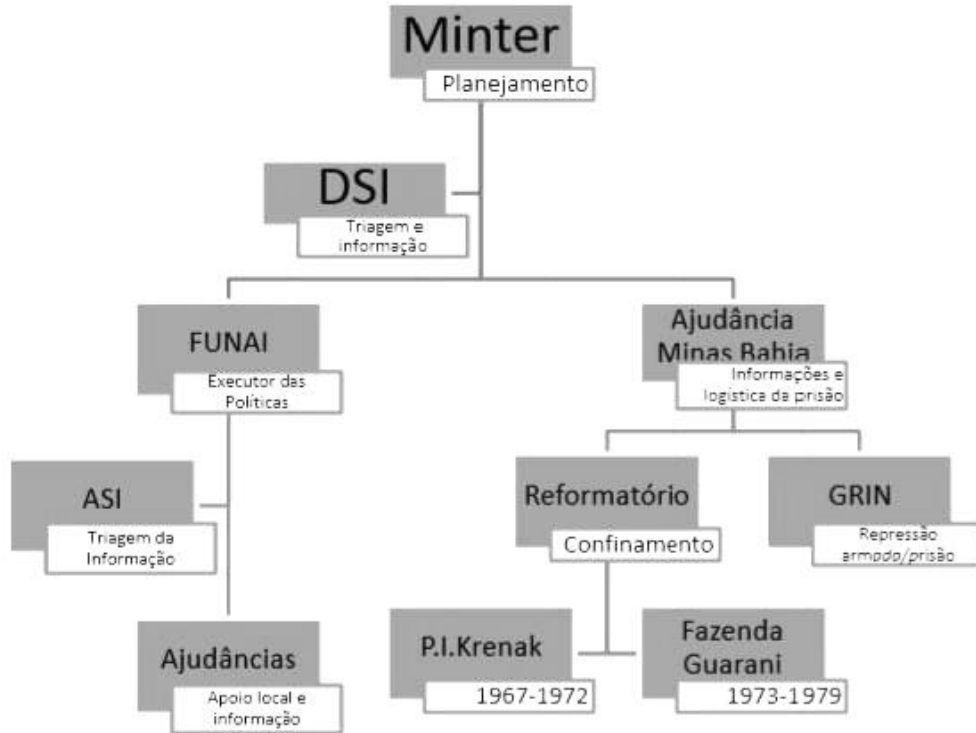 Minter
Planejamento
DSI
Triagem e
informação
FUNAI
Executor das
Políticas
Ajudância
Minas Bahia
Informações e
logística da prisão
ASI
Triagem da
Informação
Reformatório
Confinamento
GRIN
Repressão
armada/prisão
Ajudâncias
Apoio local e
informação
P.I.Krenak
1967-1972
Fazenda
Guarani
1973-1979